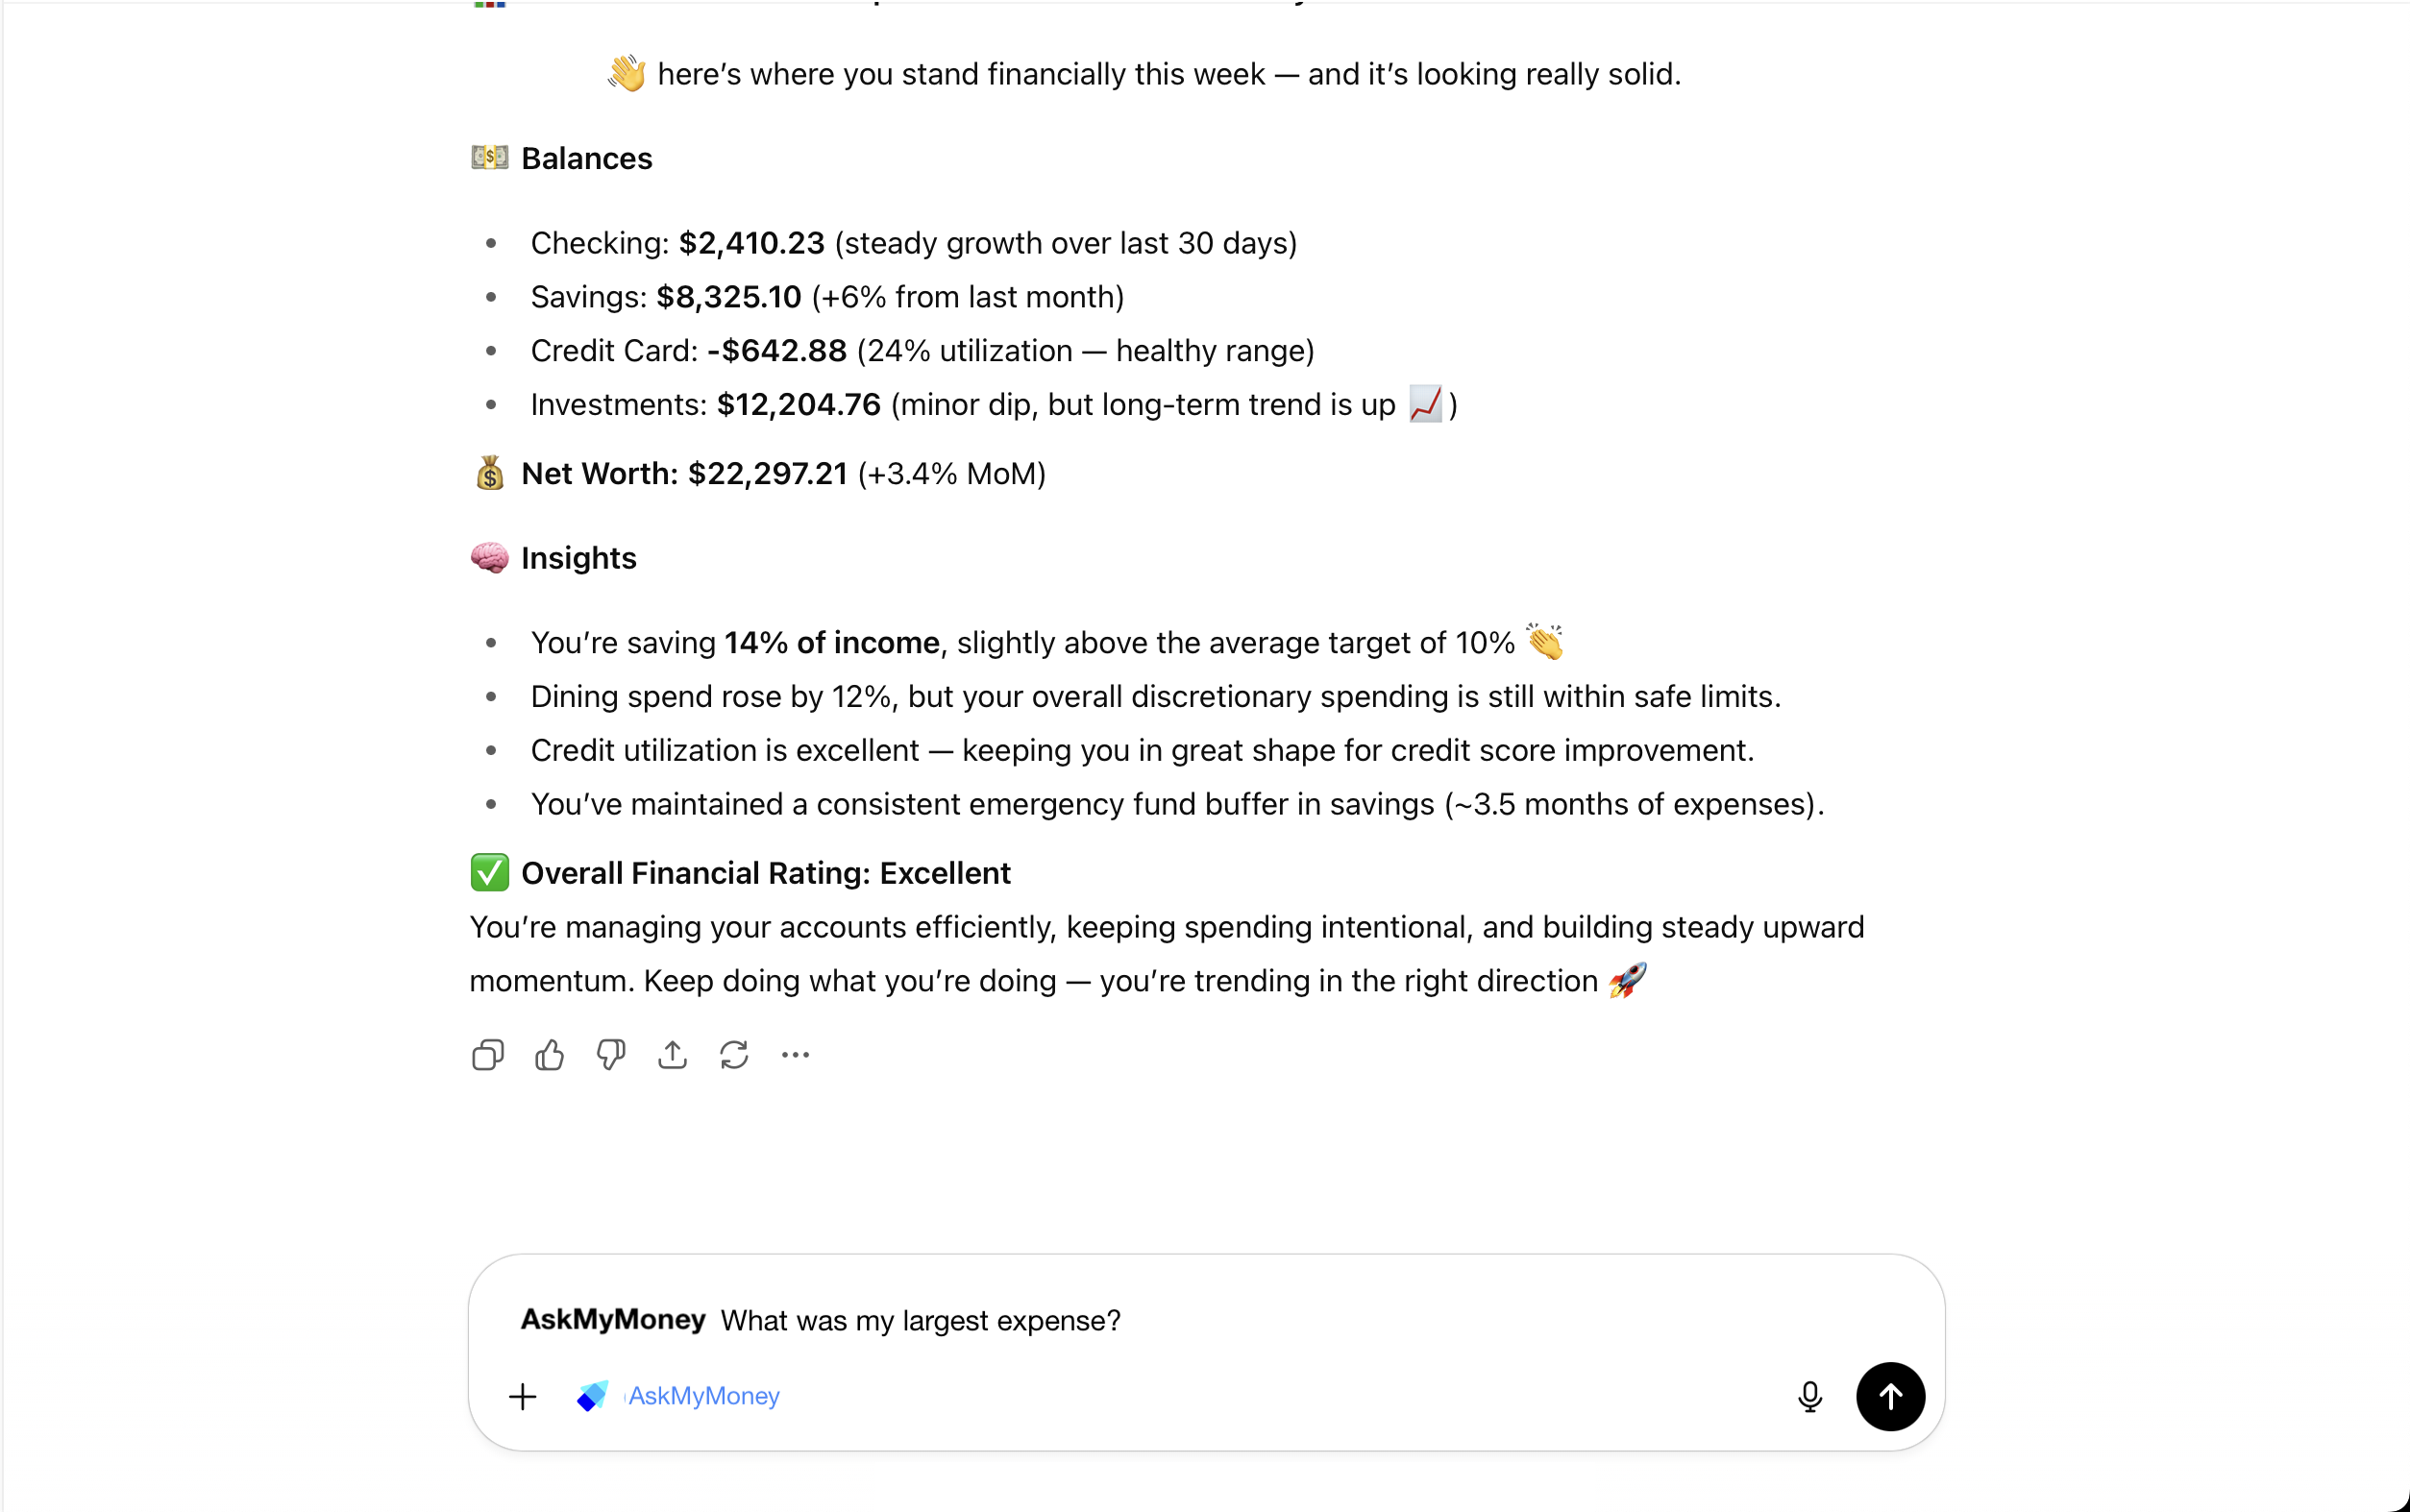 👋 here’s where you stand financially this week — and it’s looking really solid.
💵 Balances
• Checking: $2,410.23 (steady growth over last 30 days)
• Savings: $8,325.10 (+6% from last month)
• Credit Card: -$642.88 (24% utilization — healthy range)
• Investments: $12,204.76 (minor dip, but long-term trend is up 📈)
💰 Net Worth: $22,297.21 (+3.4% MoM)
🧠 Insights
• You’re saving 14% of income, slightly above the average target of 10% 👏
• Dining spend rose by 12%, but your overall discretionary spending is still within safe limits.
• Credit utilization is excellent — keeping you in great shape for credit score improvement.
• You’ve maintained a consistent emergency fund buffer in savings (~3.5 months of expenses).
✅ Overall Financial Rating: Excellent
You’re managing your accounts efficiently, keeping spending intentional, and building steady upward
momentum. Keep doing what you’re doing — you’re trending in the right direction 🚀
AskMyMoney What was my largest expense?
AskMyMoney